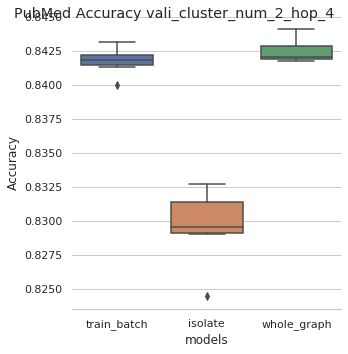 PubMed Accuracy vali_cluster_num_2_hop_4
0.8450
0.8425
0.8400
0.8375
0.8350
0.8325
0.8300
0.8275
0.8250
Accuracy
train_batch isolate whole_graph
models